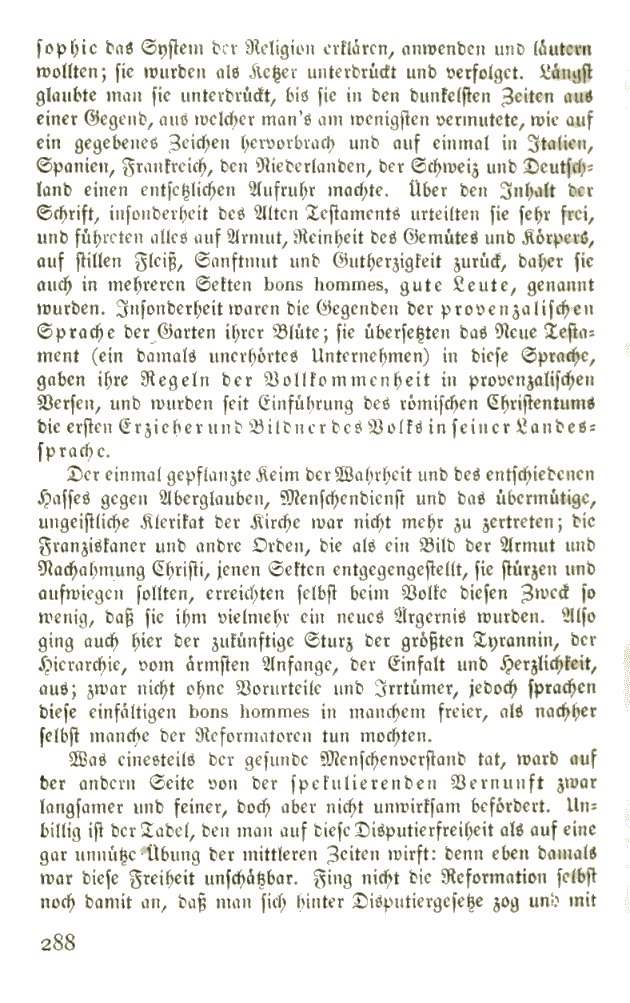 sophie das System der Religion erklären, anwenden und läutern
wollten; sie wurden als Ketzer unterdrückt und verfolget. Längst
glaubte man sie unterdrückt, bis sie in den dunkelsten Zeiten aus
einer Gegend, aus welcher man's am wenigsten vermutete, wie auf
ein gegebenes Zeichen hervorbrach und auf einmal in Italien,
Spanien, Frankreich, den Niederlanden, der Schweiz und Deutsch-
land einen entsetzlichen Aufruhr machte. Über den Inhalt der
Schrift, insonderheit des Alten Testaments urteilten sie sehr frei,
und führeten alles auf Armut, Reinheit des Gemütes und Körpers,
auf stillen Fleiß, Sanftmut und Gutherzigkeit zurück, daher sie
auch in mehreren Sekten bons hommes, gute Leute, genannt
wurden. Insonderheit waren die Gegenden der provenzalischen
Sprache der Garten ihrer Blüte; sie übersetzten das Neue Testa-
ment (ein damals unerhörtes Unternehmen) in diese Sprache,
gaben ihre Regeln der Vollkommenheit in provenzalischen
Versen, und wurden seit Einführung des römischen Christentums
die ersten Erzieher und Bildner des Volks in seiner Landes-
sprache.
Der einmal gepflanzte Keim der Wahrheit und des entschiedenen
Hasses gegen Aberglauben, Menschendienst und das übermütige,
ungeistliche Klerikat der Kirche war nicht mehr zu zertreten; die
Franziskaner und andre Orden, die als ein Bild der Armut und
Nachahmung Christi, jenen Sekten entgegengestellt, sie stürzen und
aufwiegen sollten, erreichten selbst beim Volke diesen Zweck so
wenig, daß sie ihm vielmehr ein neues Ärgernis wurden. Also
ging auch hier der zukünftige Sturz der größten Tyrannin, der
Hierarchie, vom ärmsten Anfange, der Einfalt und Herzlichkeit,
aus; zwar nicht ohne Vorurteile und Irrtümer, jedoch sprachen
diese einfältigen bons hommes in manchem freier, als nachher
selbst manche der Reformatoren tun mochten.
Was einesteils der gesunde Menschenverstand tat, ward auf
der andern Seite von der spekulierenden Vernunft zwar
langsamer und feiner, doch aber nicht unwirksam befördert. Un-
billig ist der Tadel, den man auf diese Disputierfreiheit als auf eine
gar unnütze Übung der mittleren Zeiten wirft: denn eben damals
war diese Freiheit unschätzbar. Fing nicht die Reformation selbst
noch damit an, daß man sich hinter Disputiergesetze zog und mit
288